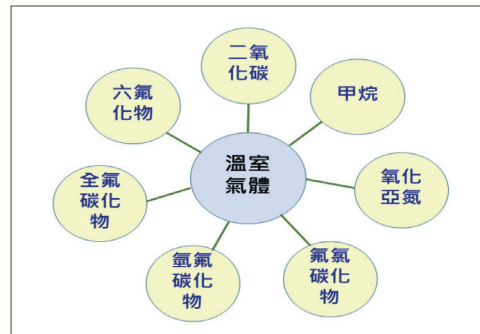 二氧
化碳
甲烷
氧化
亞氮
氟氯
碳化
物
氫氟
碳化
物
全氟
碳化
物
六氟
化物
溫室
氣體